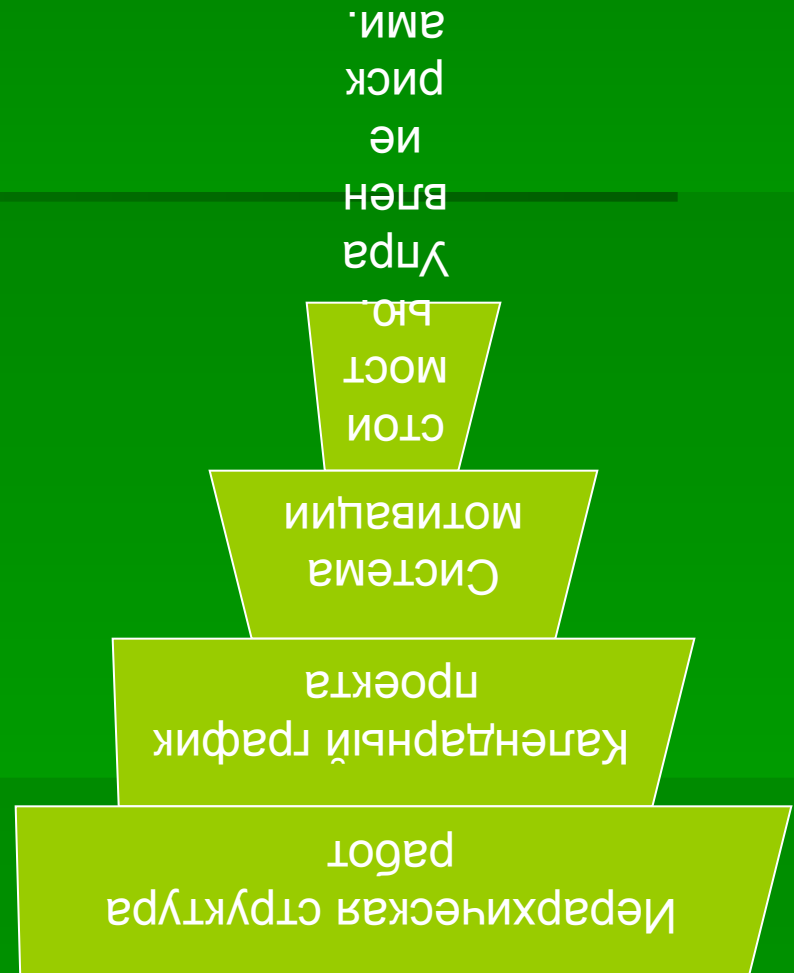 Иерархическая структура
работ
Календарный график
проекта
Система
мотивации
стои
мост
ью.
Упра
влен
ие
риск
ами.